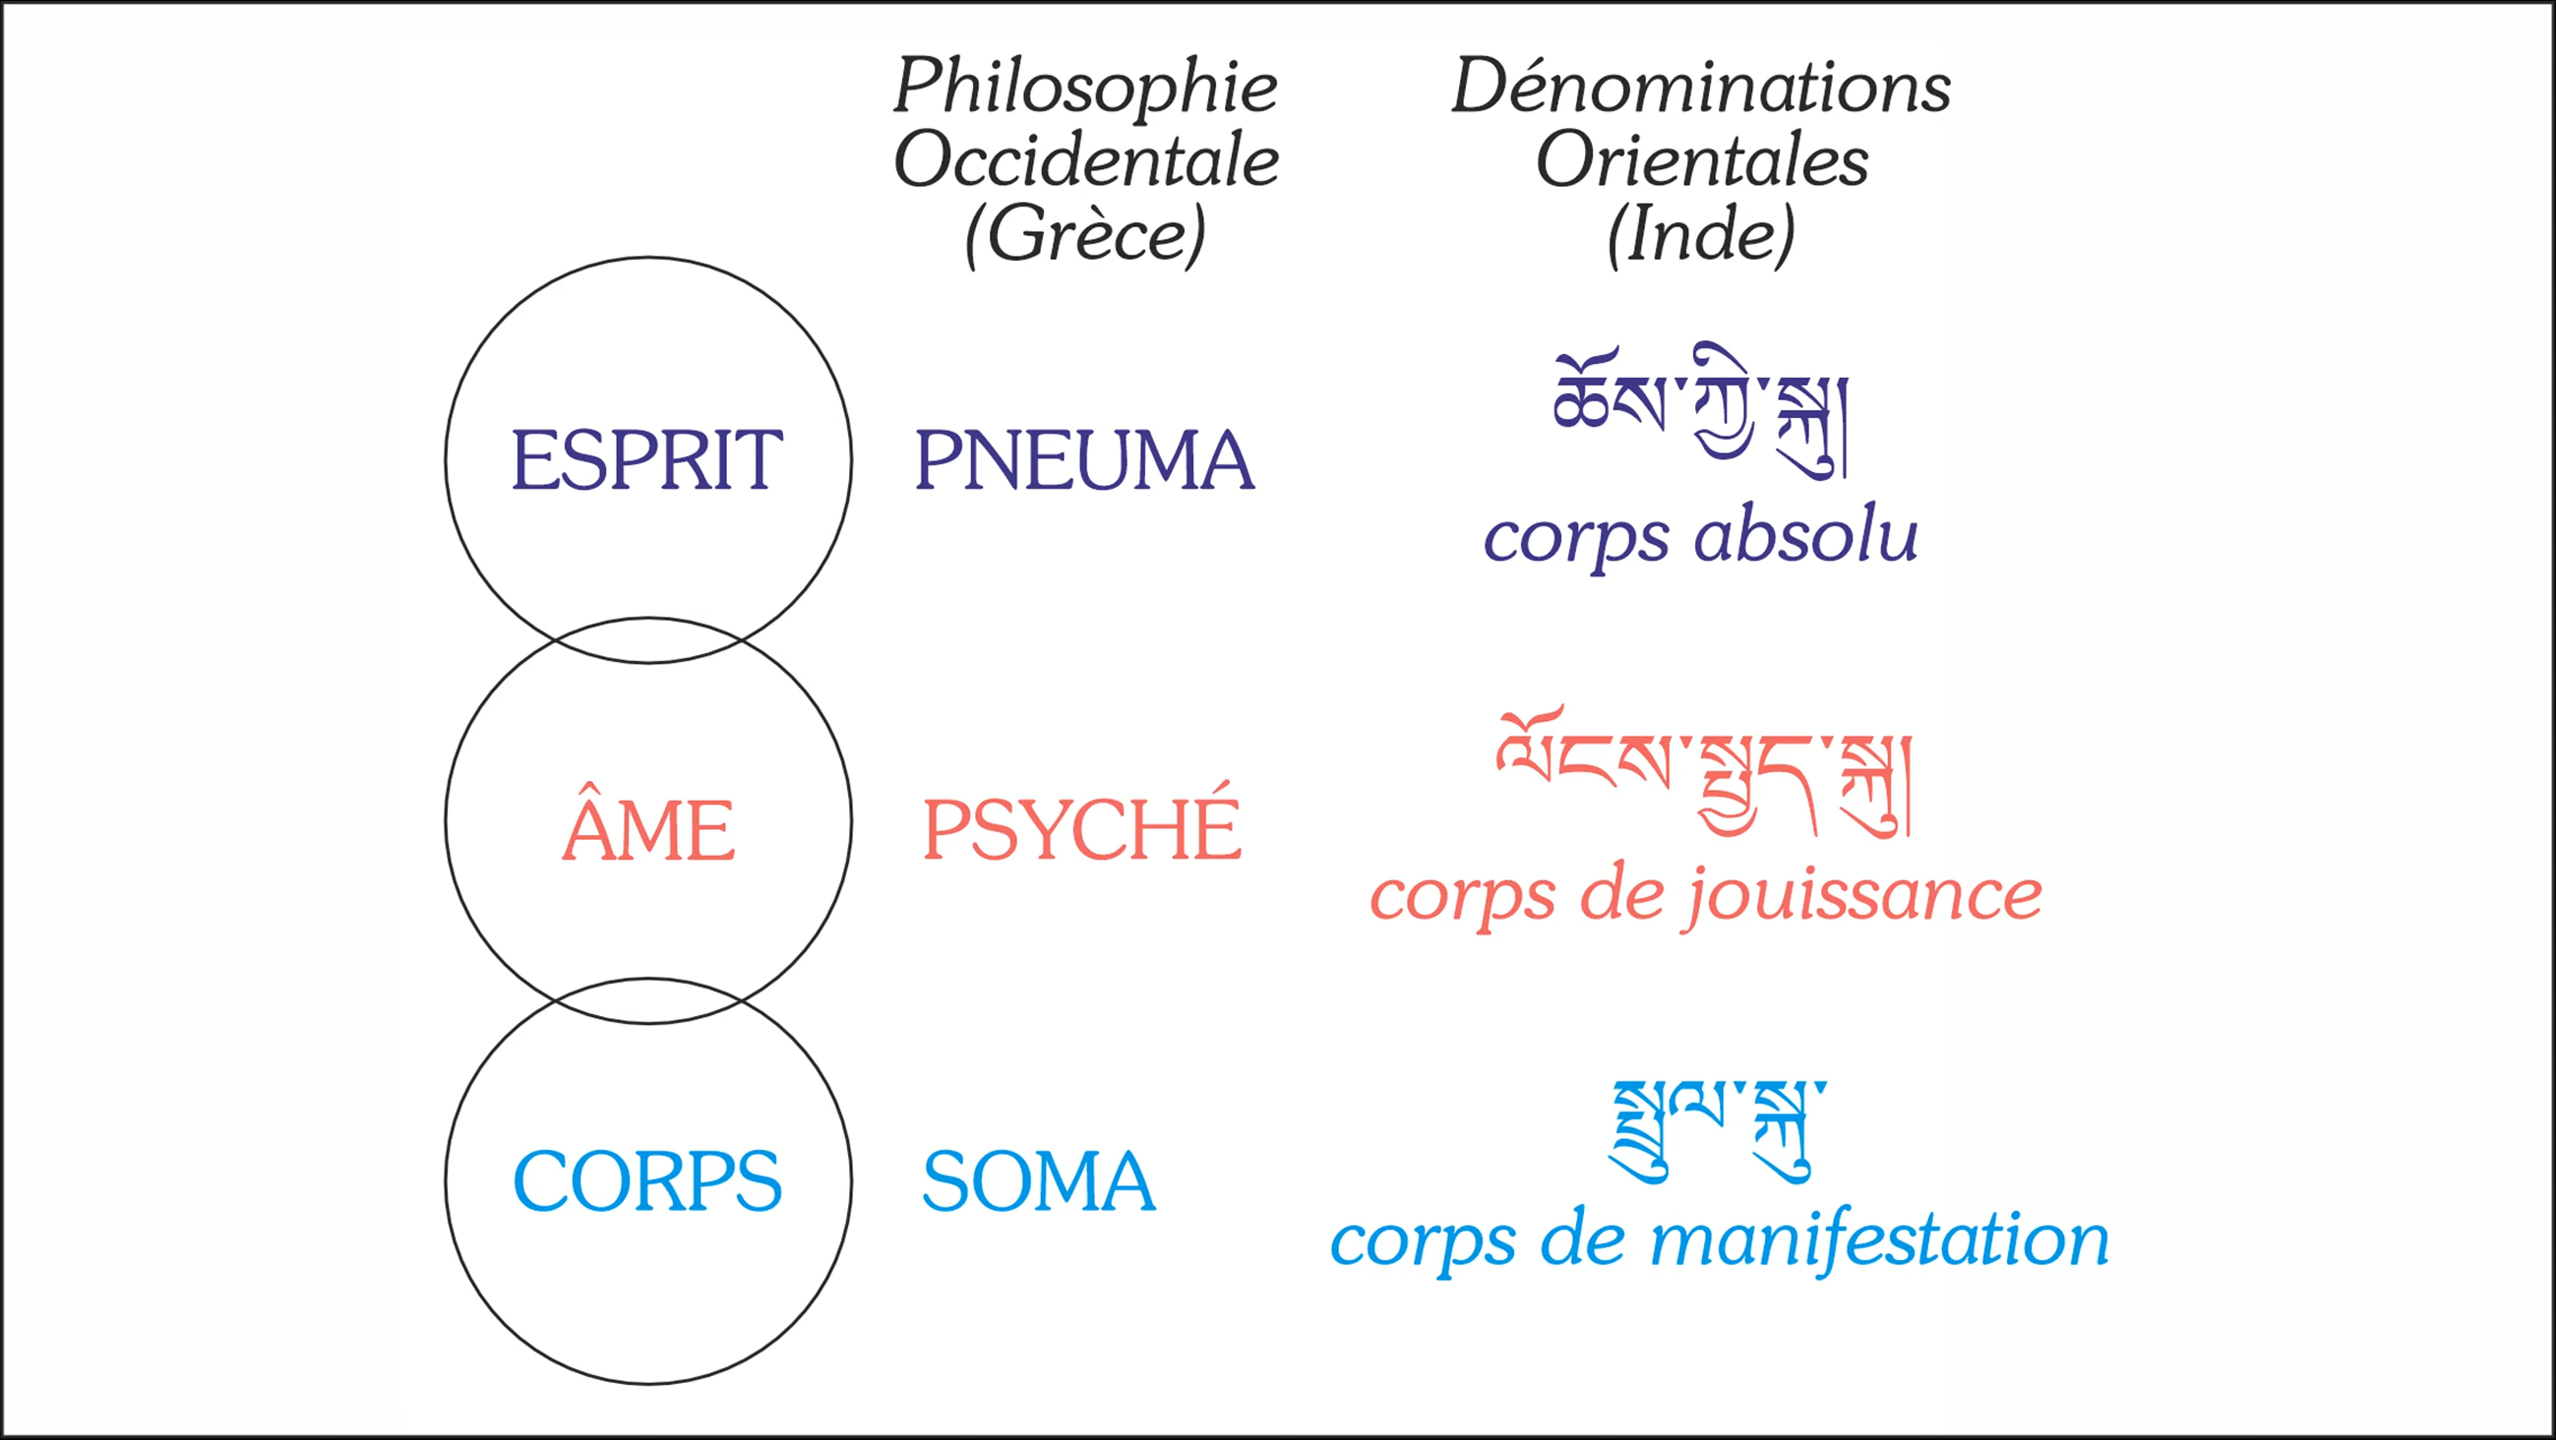 Philosophie
Occidentale
(Grèce)
Dénominations
Orientales
(Inde)
ESPRIT
PNEUMA
ཆོས་ཀྱི་སྐུ།
corps absolu
ÂME
PSYCHÉ
ལོངས་སྤྱད་སྐུ།
corps de jouissance
CORPS
SOMA
སྤྲུལ་སྐུ་
corps de manifestation